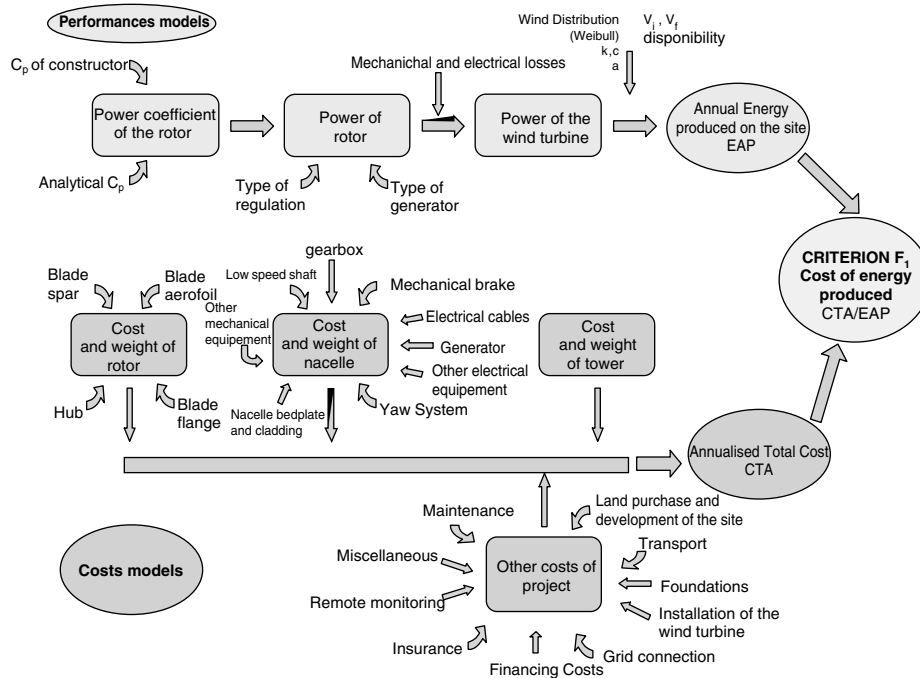 Performances models
C_p of constructor
Power coefficient
of the rotor
Analytical C_p
Power of
rotor
Type of
regulation
Type of
generator
Mechanichal and electrical losses
Power of the
wind turbine
Wind Distribution
(Weibull)
k,c
a
V_i , V_f
disponibility
Annual Energy
produced on the site
EAP
CRITERION F_1
Cost of energy
produced
CTA/EAP
Blade
spar
Blade
aerofoil
Cost
and weight of
rotor
Hub
Blade
flange
gearbox
Low speed shaft
Mechanical brake
Other
mechanical
equipement
Cost
and weight of
nacelle
Electrical cables
Generator
Other electrical
equipement
Nacelle bedplate
and cladding
Yaw System
Cost
and weight
of tower
Annualised Total Cost
CTA
Costs models
Maintenance
Land purchase and
development of the site
Miscellaneous
Transport
Other costs of
project
Remote monitoring
Foundations
Installation of the
wind turbine
Insurance
Financing Costs
Grid connection